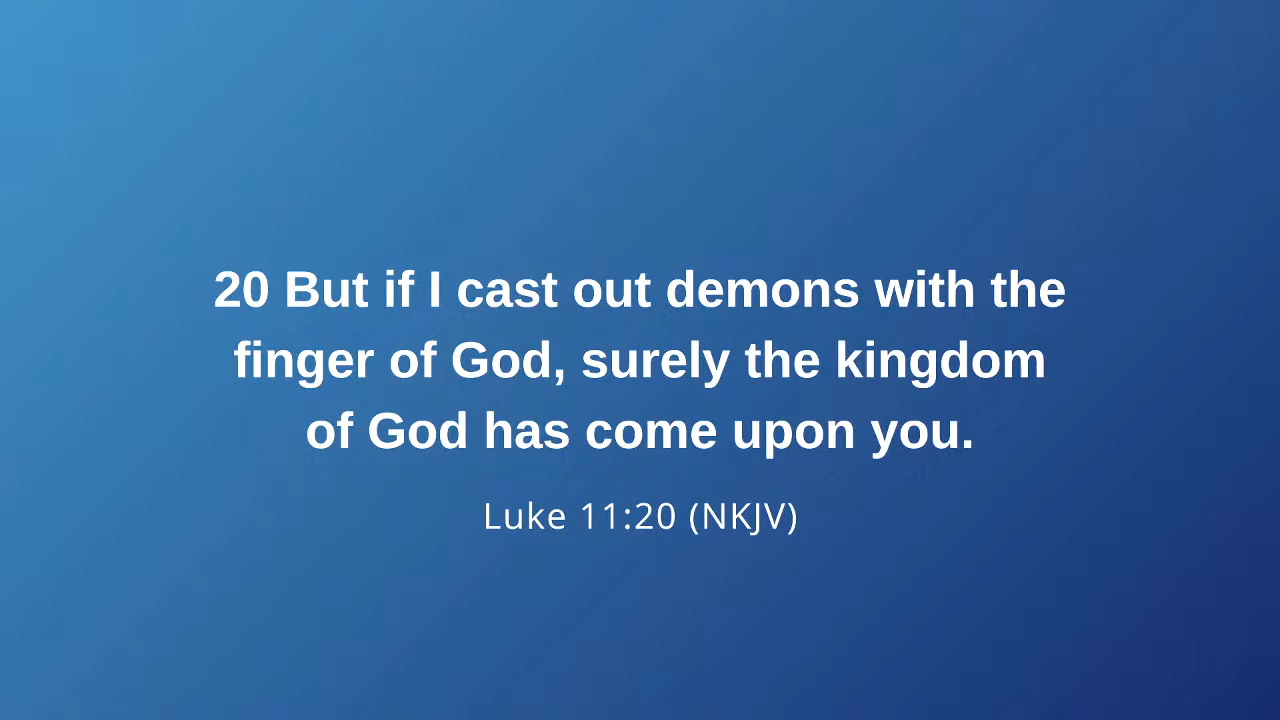 20 But if I cast out demons with the
finger of God, surely the kingdom
of God has come upon you.
Luke 11:20 (NKJV)